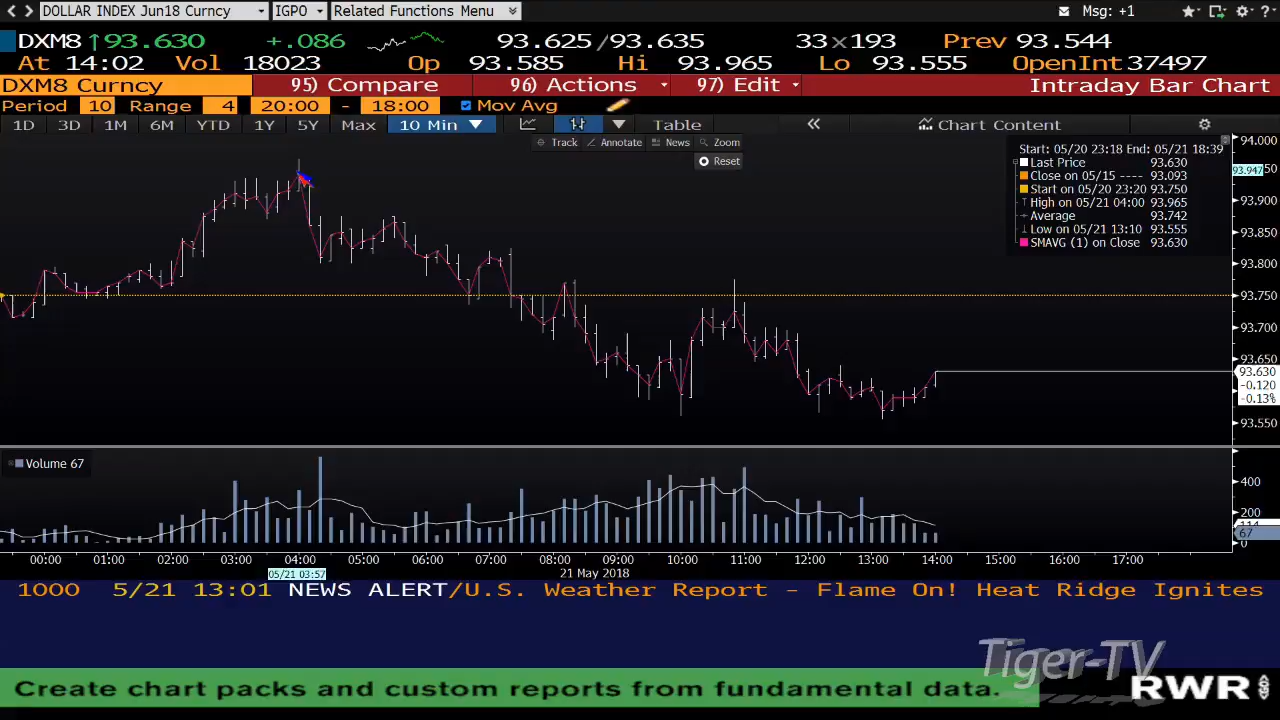 DOLLAR INDEX Jun18 Curncy IGPO Related Functions Menu Msg: +1 ?
DXM8 ↑93.630 +.086 93.625/93.635 33x193 Prev 93.544
At 14:02 Vol 18023 Op 93.585 Hi 93.965 Lo 93.555 OpenInt 37497
DXM8 Curncy 95) Compare 96) Actions 97) Edit Intraday Bar Chart
Period 10 Range 4 20:00 - 18:00 Mov Avg
1D 3D 1M 6M YTD 1Y 5Y Max 10 Min Table « Chart Content
Track Annotate News Zoom
Reset
Start: 05/20 23:18 End: 05/21 18:39
Last Price 93.630
Close on 05/15 ---- 93.093
Start on 05/20 23:20 93.750
High on 05/21 04:00 93.965
Average 93.742
Low on 05/21 13:10 93.555
SMAVG (1) on Close 93.630
94.000
93.947
93.900
93.850
93.800
93.750
93.700
93.650
93.630
-0.120
-0.13%
93.550
Volume 67
400
200
67
0
00:00 01:00 02:00 03:00 04:00 05:00 06:00 07:00 08:00 09:00 10:00 11:00 12:00 13:00 14:00 15:00 16:00 17:00
05/21 03:57 21 May 2018
1000 5/21 13:01 NEWS ALERT/U.S. Weather Report - Flame On! Heat Ridge Ignites
Tiger-TV
Create chart packs and custom reports from fundamental data.
RWR